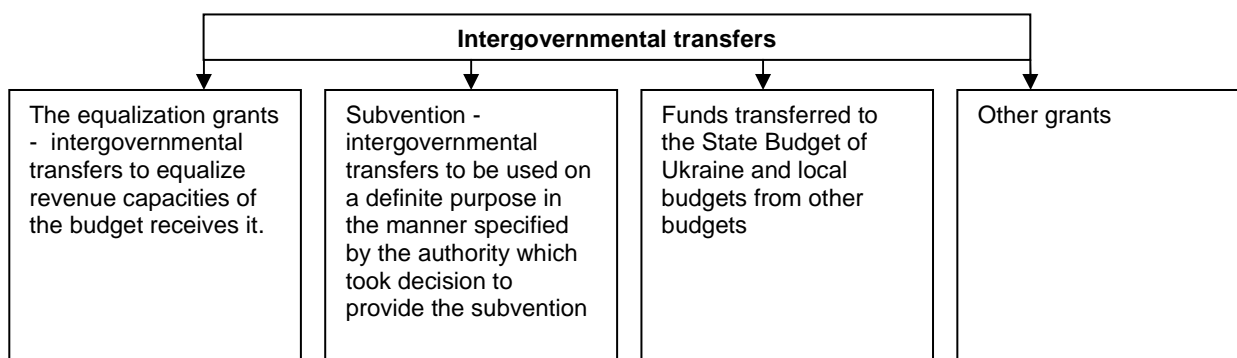 Intergovernmental transfers
The equalization grants
- intergovernmental
transfers to equalize
revenue capacities of
the budget receives it.
Subvention -
intergovernmental
transfers to be used on
a definite purpose in
the manner specified
by the authority which
took decision to
provide the subvention
Funds transferred to
the State Budget of
Ukraine and local
budgets from other
budgets
Other grants